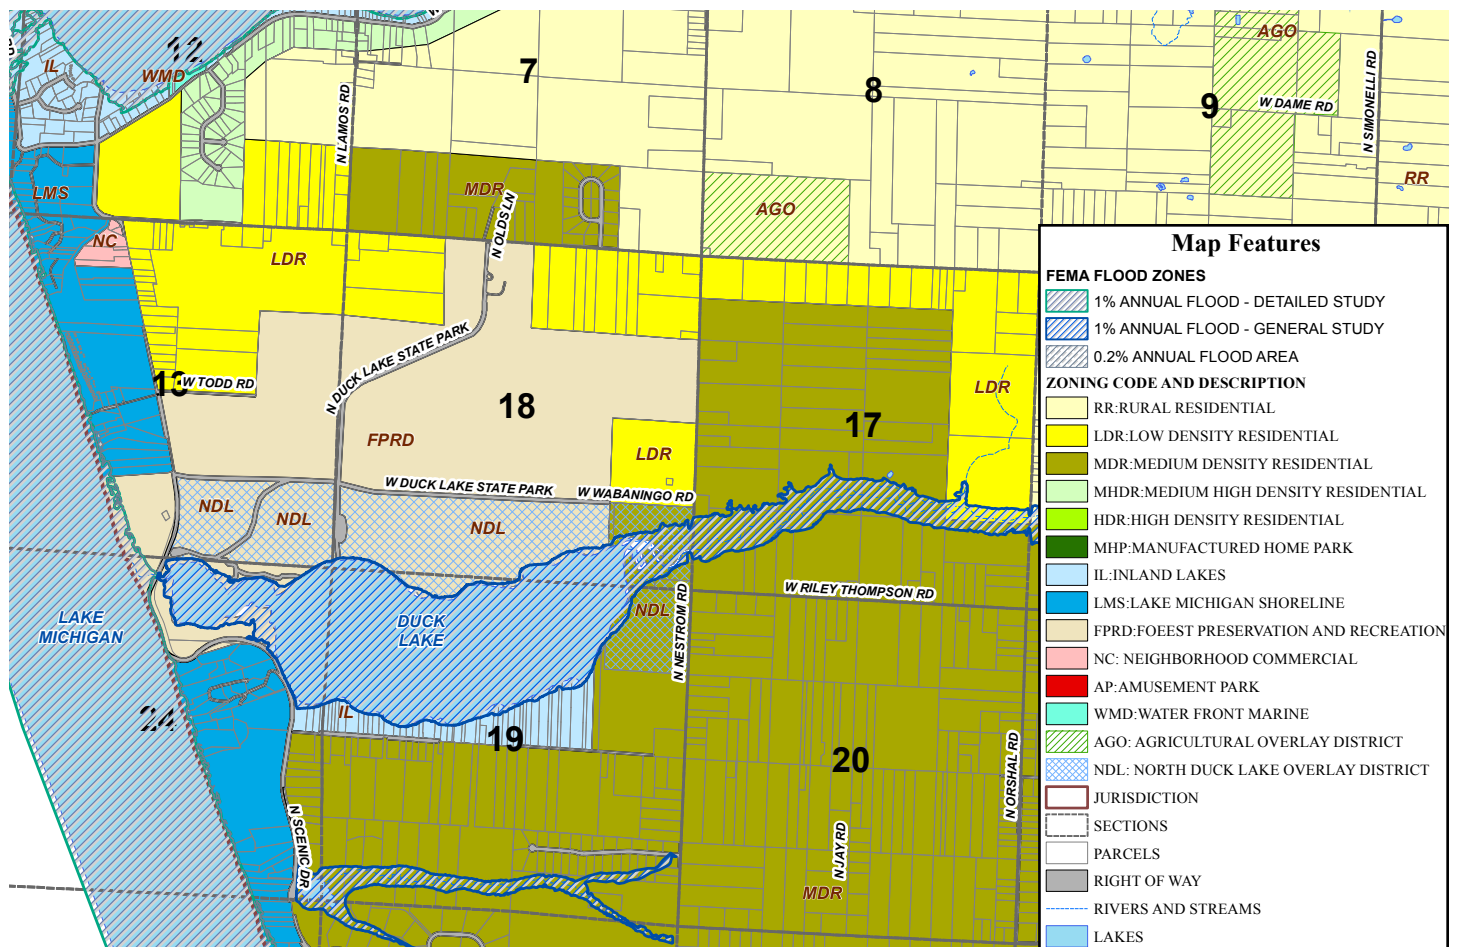 12
IL
WMD
7
8
AGO
9
W DAME RD
N SIMONELLI RD
N LAMOS RD
LMS
MDR
AGO
RR
NC
LDR
N OLDS LN
N DUCK LAKE STATE PARK
13
W TODD RD
18
FPRD
LDR
17
LDR
W DUCK LAKE STATE PARK
W WABANINGO RD
NDL
NDL
NDL
W RILEY THOMPSON RD
NDL
N NESTROM RD
LAKE
MICHIGAN
DUCK
LAKE
24
IL
19
20
N ORSHAL RD
N SCENIC DR
N JAY RD
MDR
Map Features
FEMA FLOOD ZONES
1% ANNUAL FLOOD - DETAILED STUDY
1% ANNUAL FLOOD - GENERAL STUDY
0.2% ANNUAL FLOOD AREA
ZONING CODE AND DESCRIPTION
RR:RURAL RESIDENTIAL
LDR:LOW DENSITY RESIDENTIAL
MDR:MEDIUM DENSITY RESIDENTIAL
MHDR:MEDIUM HIGH DENSITY RESIDENTIAL
HDR:HIGH DENSITY RESIDENTIAL
MHP:MANUFACTURED HOME PARK
IL:INLAND LAKES
LMS:LAKE MICHIGAN SHORELINE
FPRD:FOEEST PRESERVATION AND RECREATION
NC: NEIGHBORHOOD COMMERCIAL
AP:AMUSEMENT PARK
WMD:WATER FRONT MARINE
AGO: AGRICULTURAL OVERLAY DISTRICT
NDL: NORTH DUCK LAKE OVERLAY DISTRICT
JURISDICTION
SECTIONS
PARCELS
RIGHT OF WAY
RIVERS AND STREAMS
LAKES